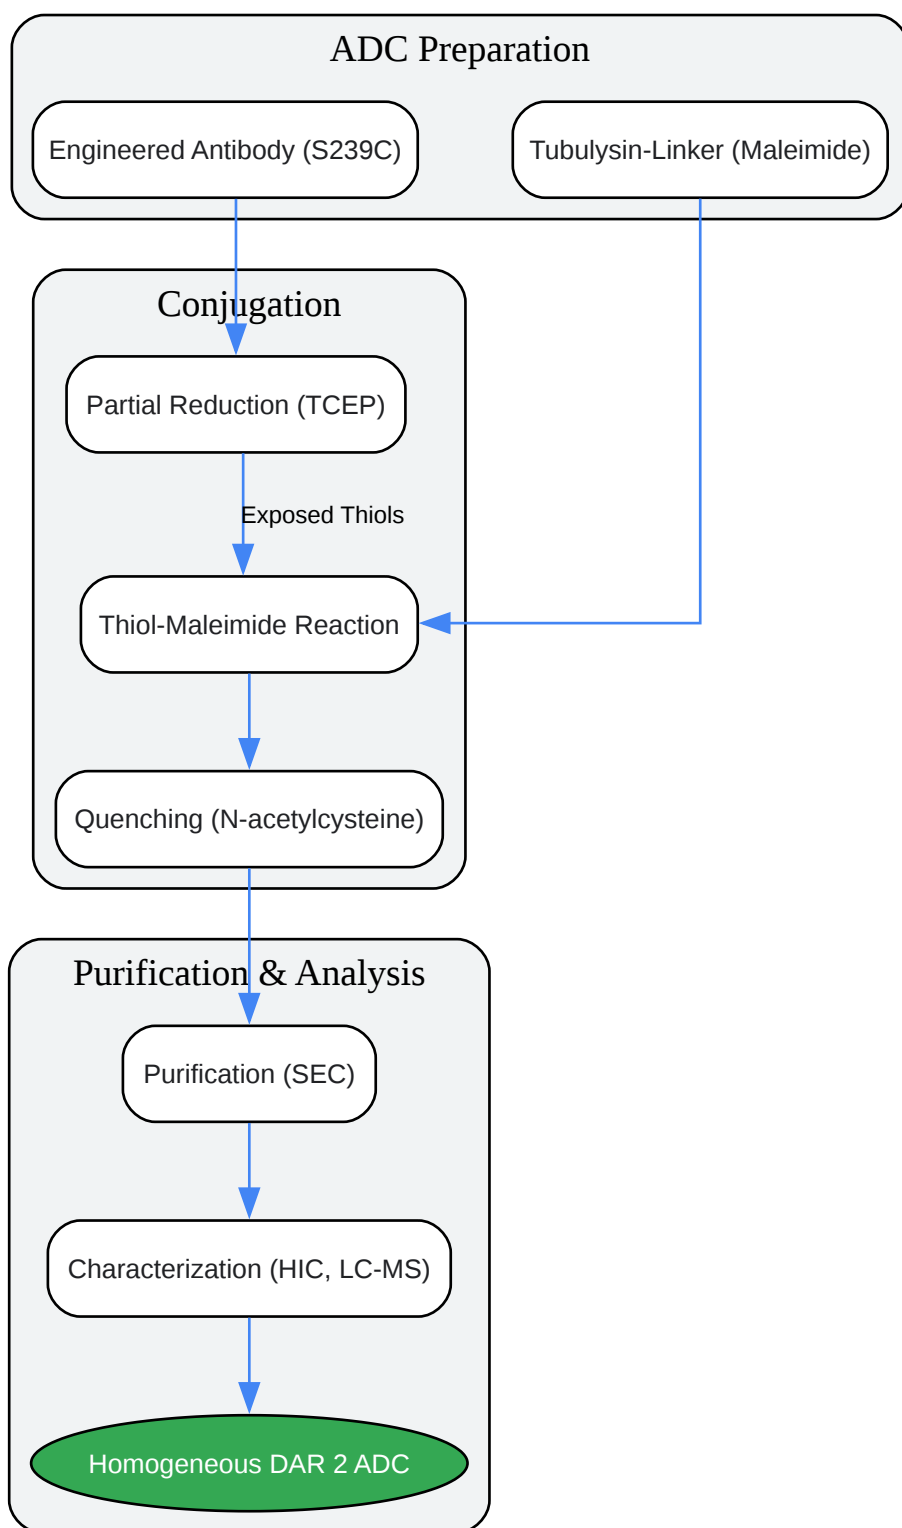 ADC Preparation
Engineered Antibody (S239C)
Tubulysin-Linker (Maleimide)
Conjugation
Partial Reduction (TCEP)
Exposed Thiols
Thiol-Maleimide Reaction
Quenching (N-acetylcysteine)
Purification & Analysis
Purification (SEC)
Characterization (HIC, LC-MS)
Homogeneous DAR 2 ADC